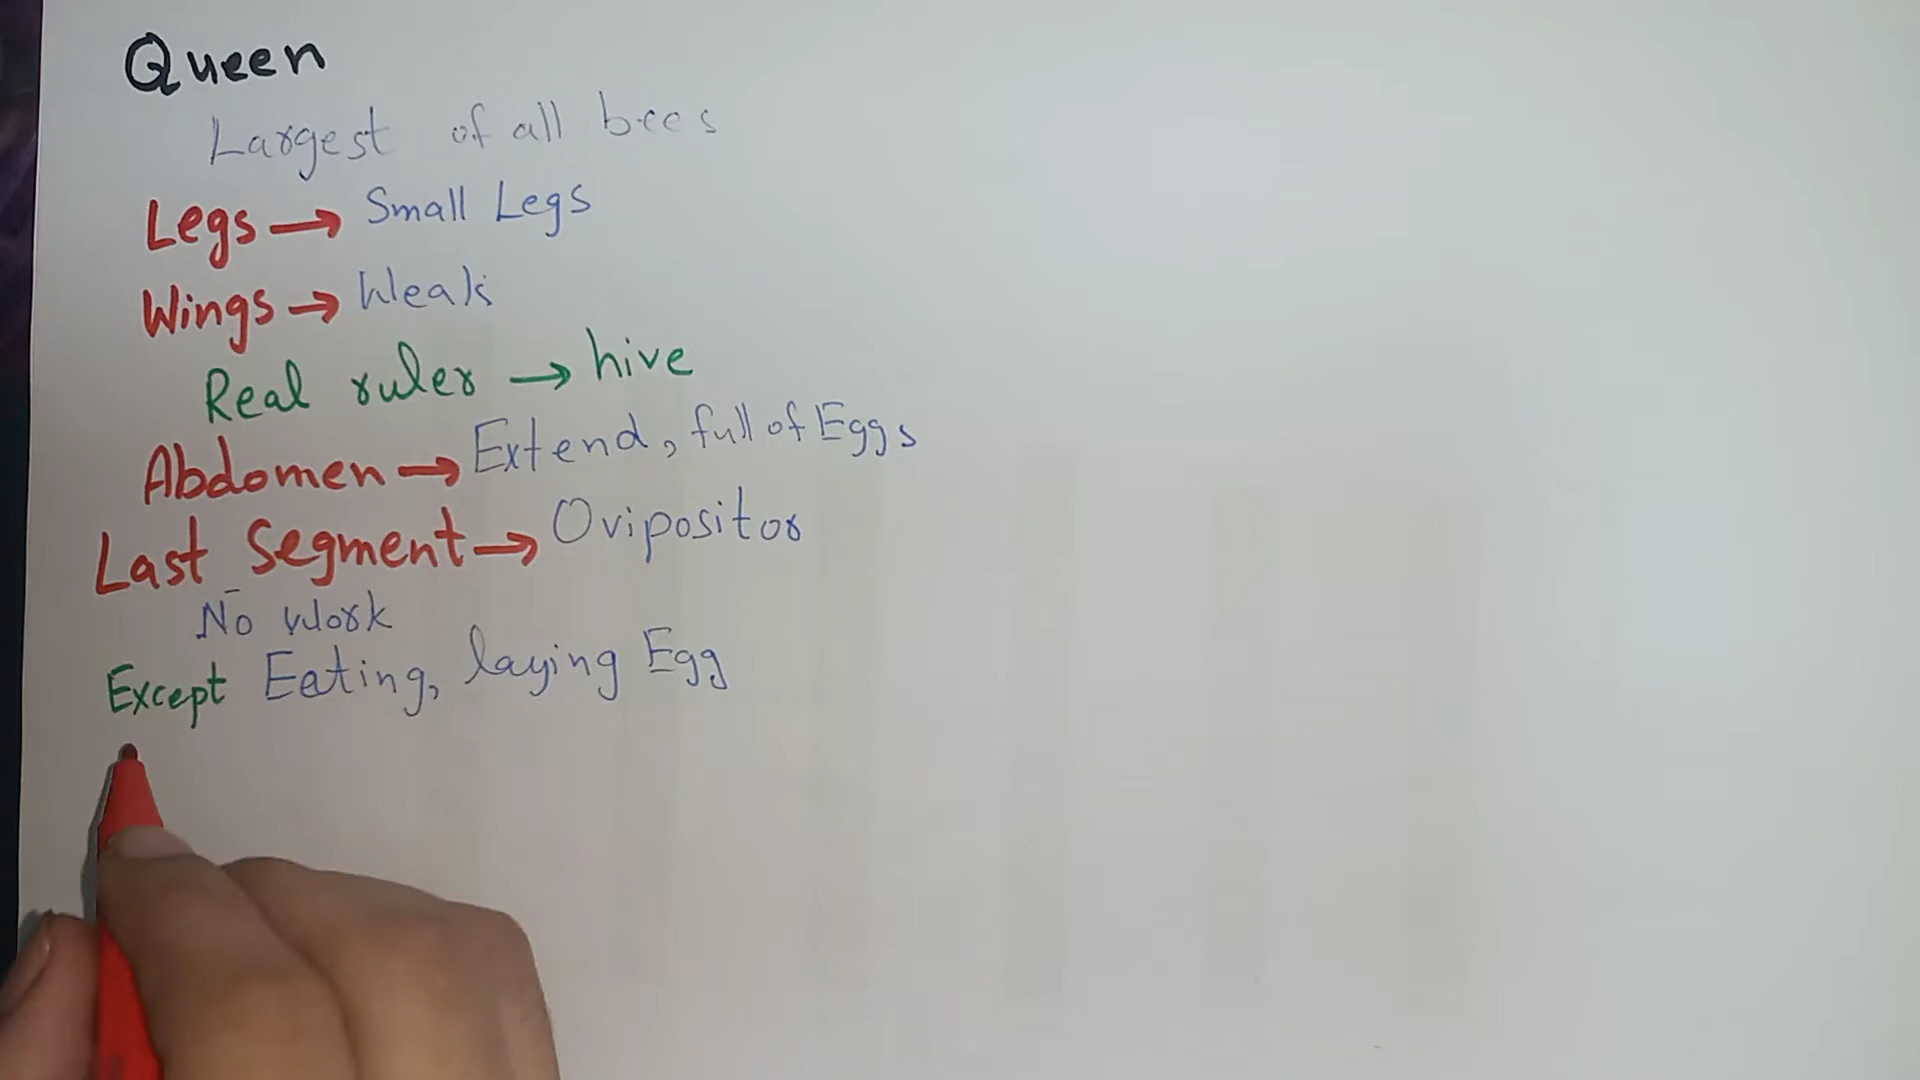 Queen
Largest of all bees
Legs → Small Legs
Wings → Weak
Real ruler → hive
Abdomen → Extend, full of Eggs
Last Segment → Ovipositor
No work
Except Eating, laying Egg